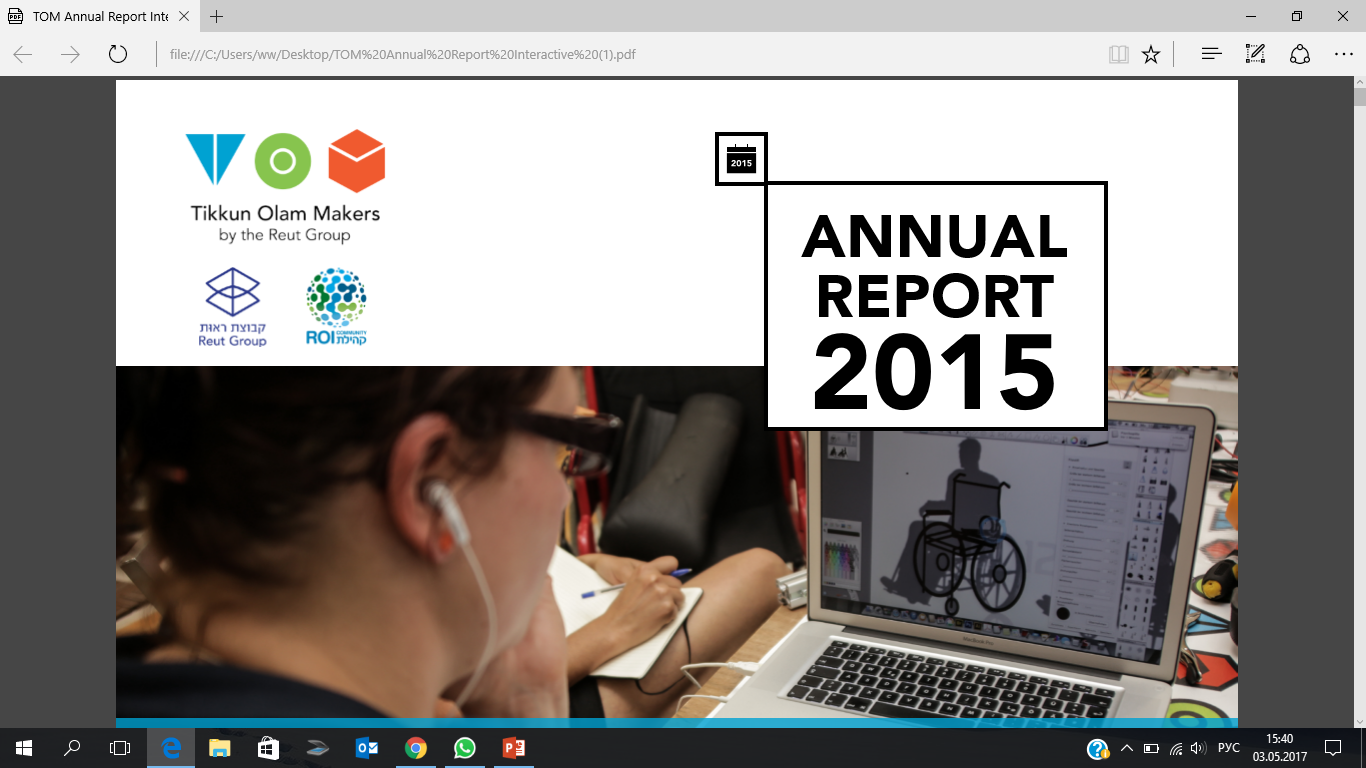 TOM Annual Report Inte
file:///C:/Users/ww/Desktop/TOM%20Annual%20Report%20Interactive%20(1).pdf
Tikkun Olam Makers
by the Reut Group
קבוצת ראות
Reut Group
ROI COMMUNITY
קהילת
2015
ANNUAL
REPORT
2015
MacBook Pro
РУС
15:40
03.05.2017